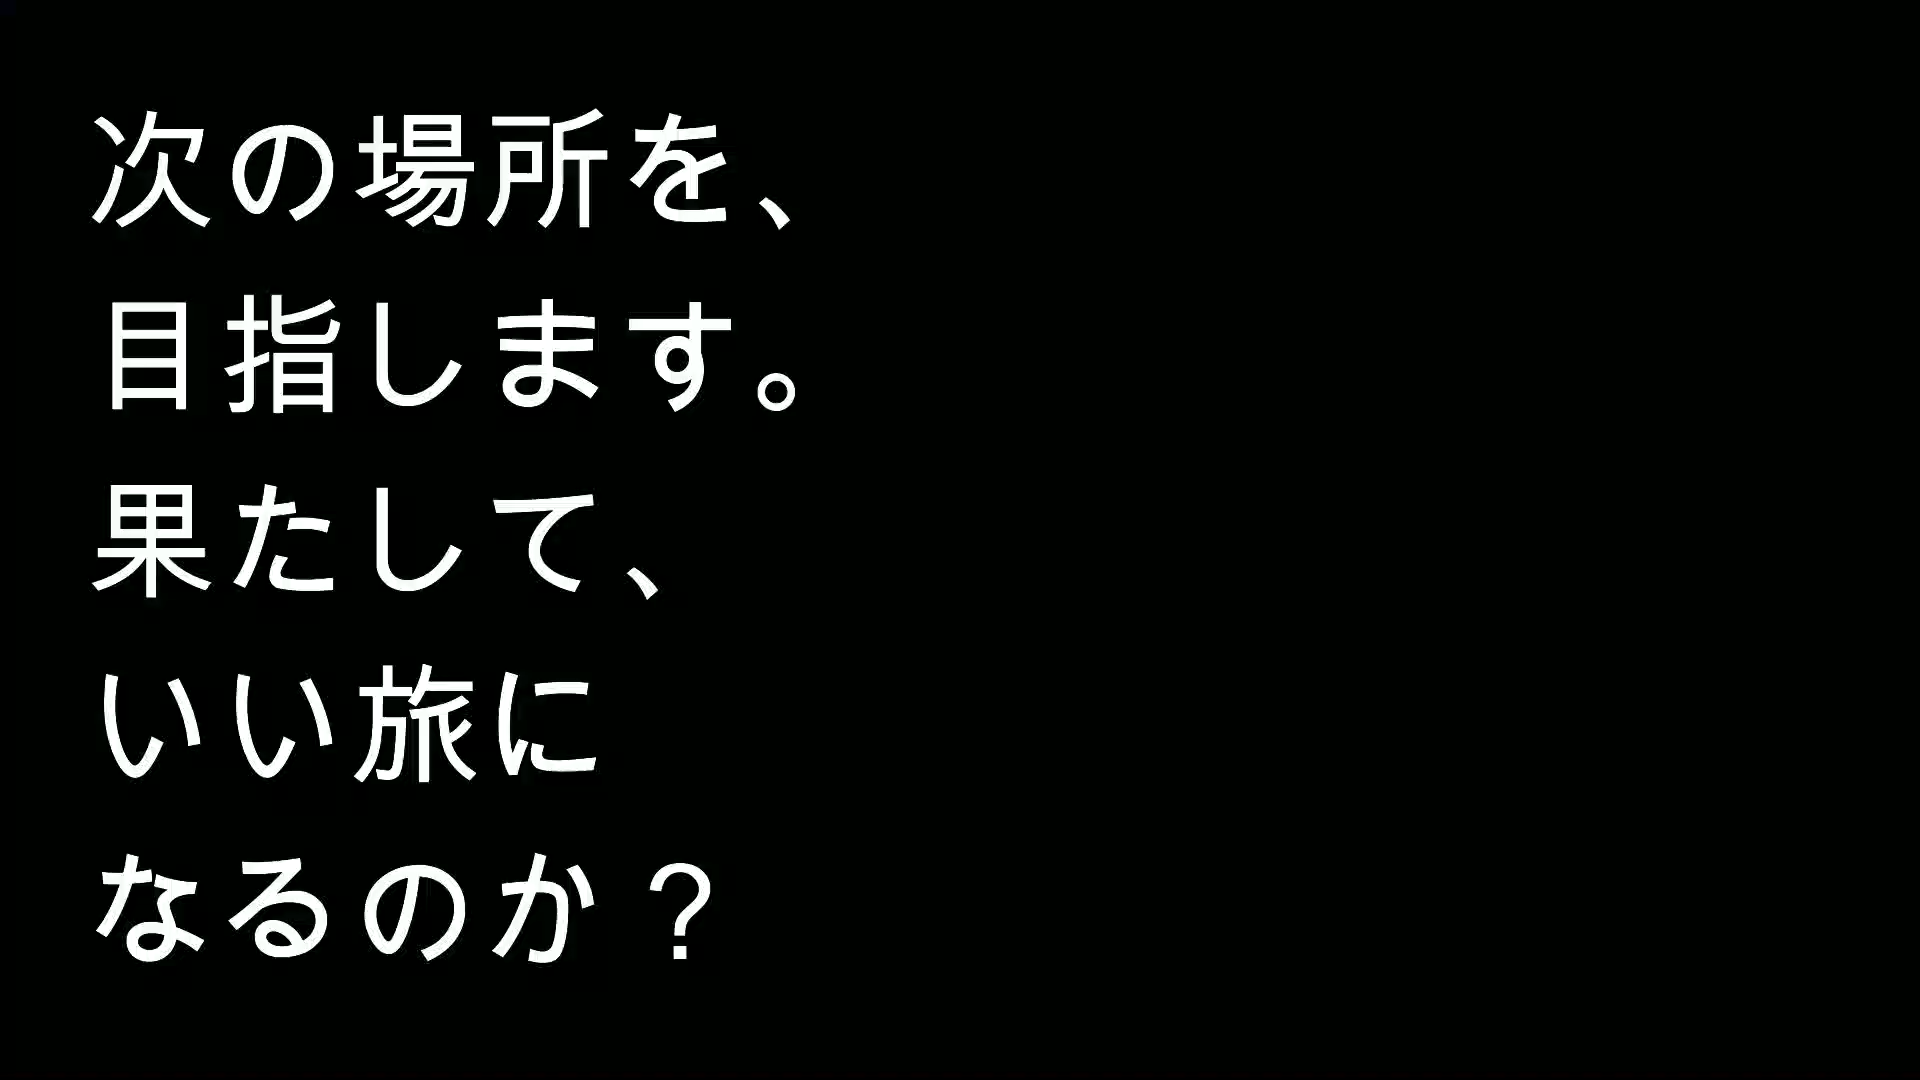 次の場所を、
目指します。
果たして、
いい旅に
なるのか？